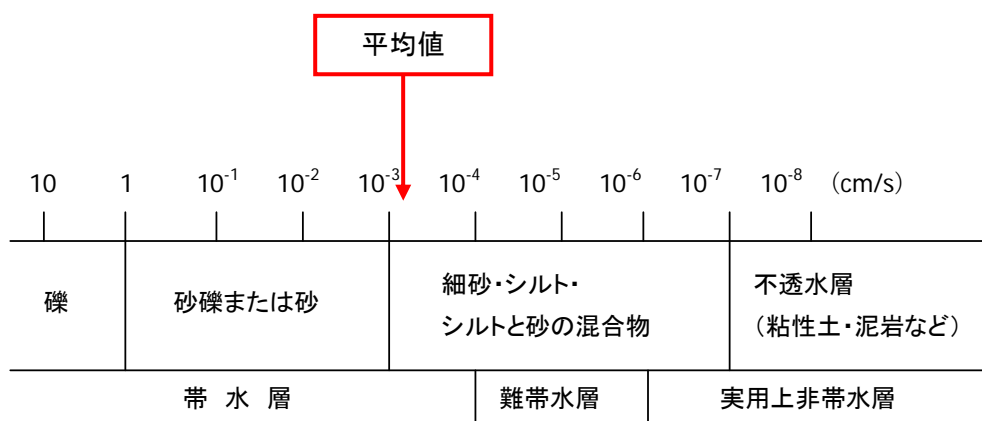 平均値
10 1 10⁻¹ 10⁻² 10⁻³ 10⁻⁴ 10⁻⁵ 10⁻⁶ 10⁻⁷ 10⁻⁸ (cm/s)
礫
砂礫または砂
細砂・シルト・
シルトと砂の混合物
不透水層
(粘性土・泥岩など)
帯 水 層
難帯水層
実用上非帯水層